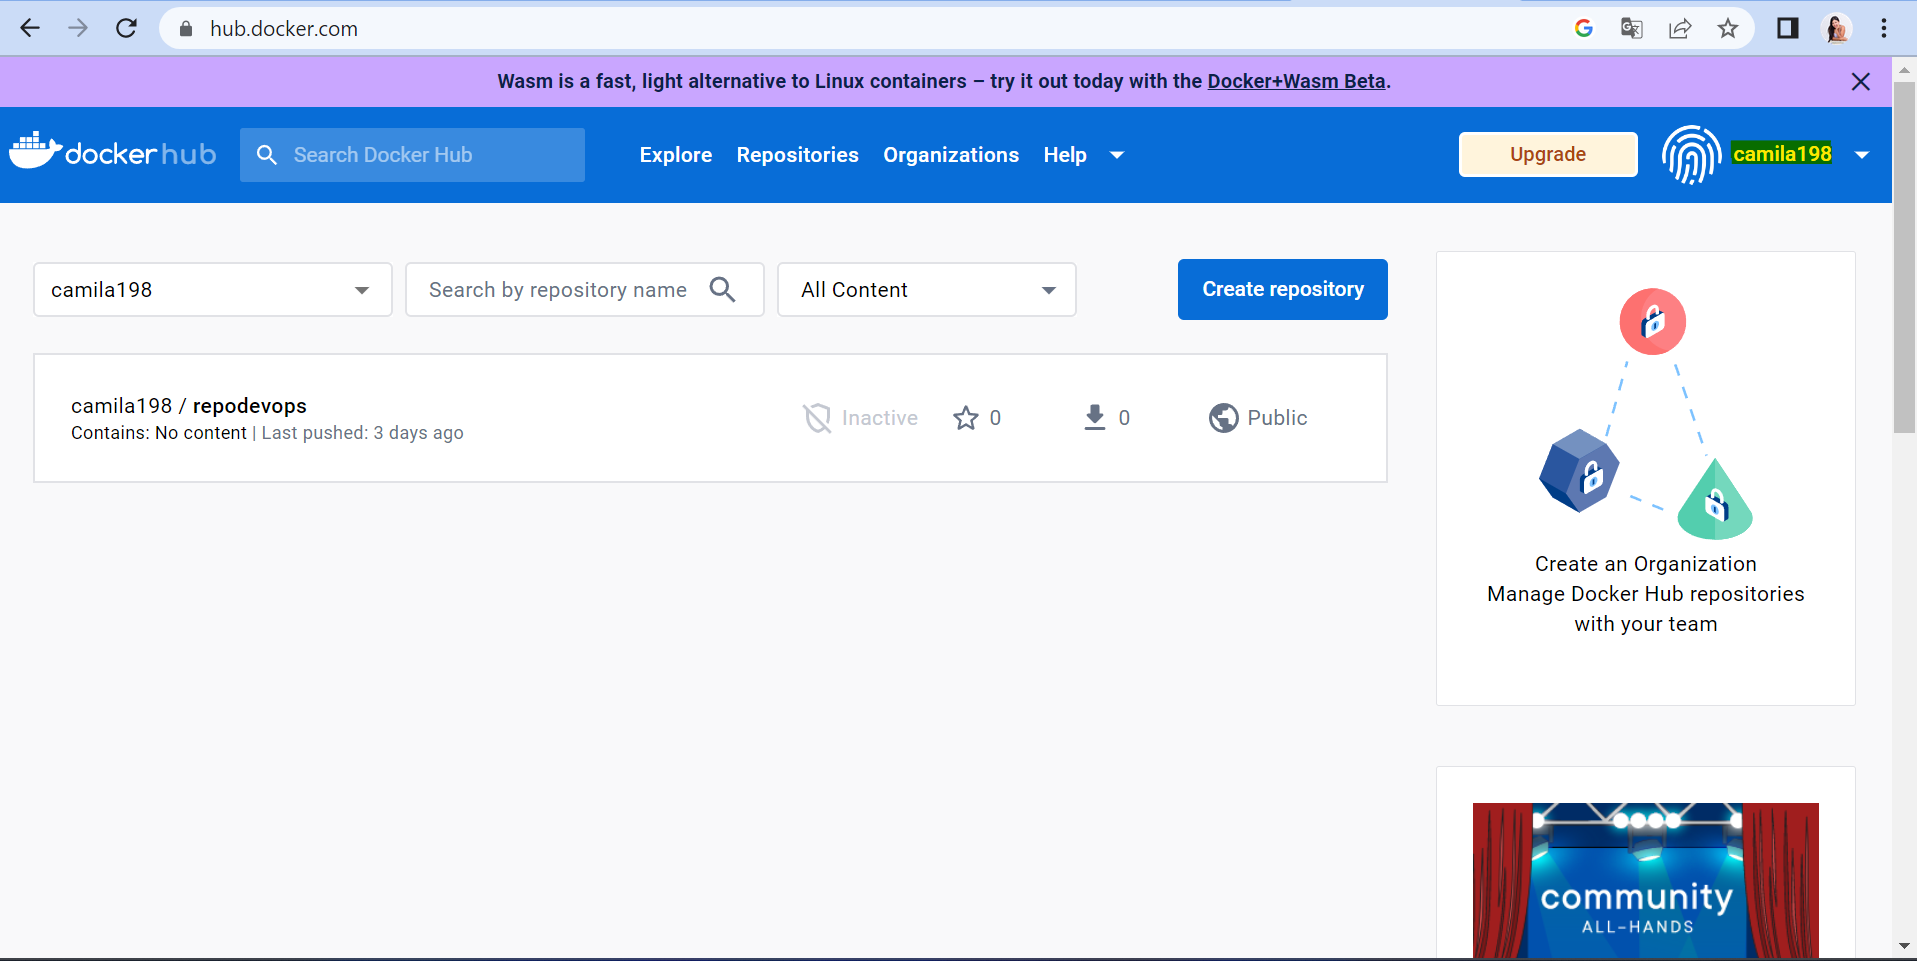 hub.docker.com
Wasm is a fast, light alternative to Linux containers – try it out today with the Docker+Wasm Beta.
docker hub
Search Docker Hub
Explore
Repositories
Organizations
Help
Upgrade
camila198
camila198
Search by repository name
All Content
Create repository
camila198 / repodevops
Contains: No content | Last pushed: 3 days ago
Inactive
0
0
Public
Create an Organization
Manage Docker Hub repositories
with your team
community
ALL-HANDS